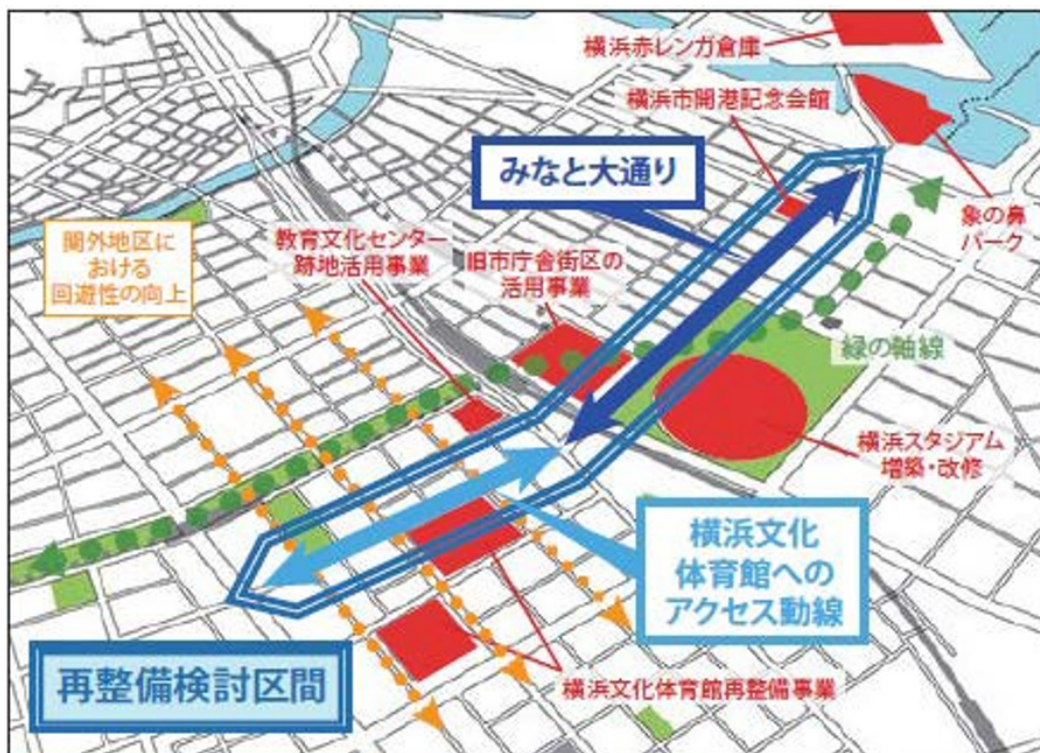 横浜赤レンガ倉庫
横浜市開港記念会館
みなと大通り
象の鼻
パーク
関外地区に
おける
回遊性の向上
教育文化センター
跡地活用事業
旧市庁舎街区の
活用事業
緑の軸線
横浜スタジアム
増築・改修
横浜文化
体育館への
アクセス動線
再整備検討区間
横浜文化体育館再整備事業